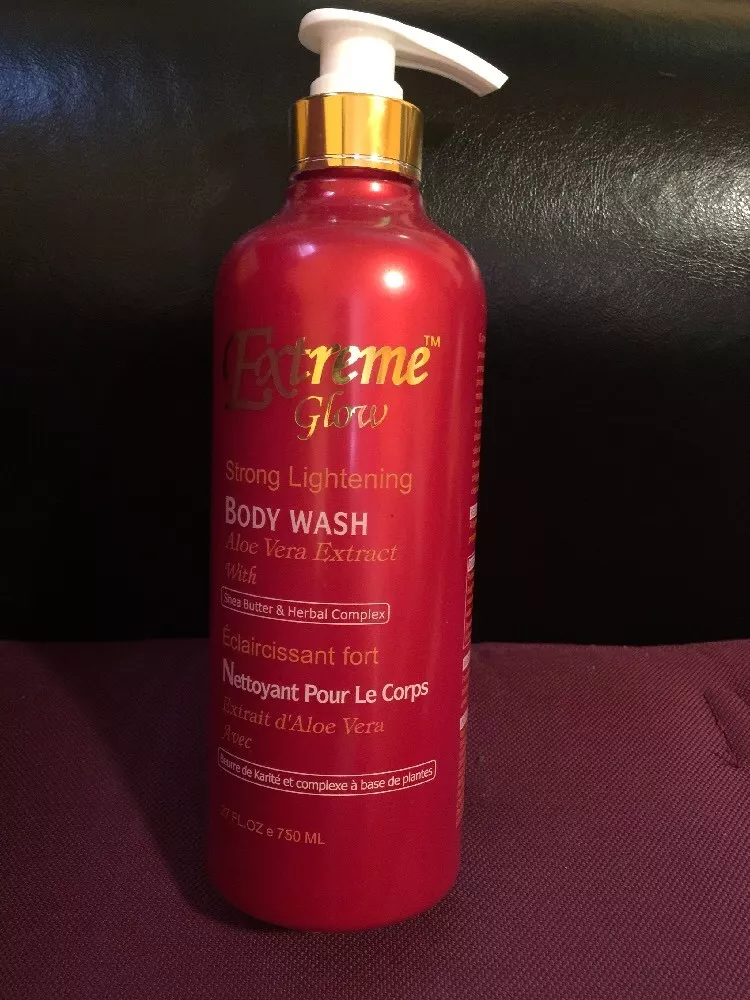 Extreme™
Glow
Strong Lightening
BODY WASH
Aloe Vera Extract
With
Shea Butter & Herbal Complex
Éclaircissant fort
Nettoyant Pour Le Corps
Extrait d'Aloe Vera
Avec
Beurre de Karité et complexe à base de plantes
27 FL.OZ e 750 ML